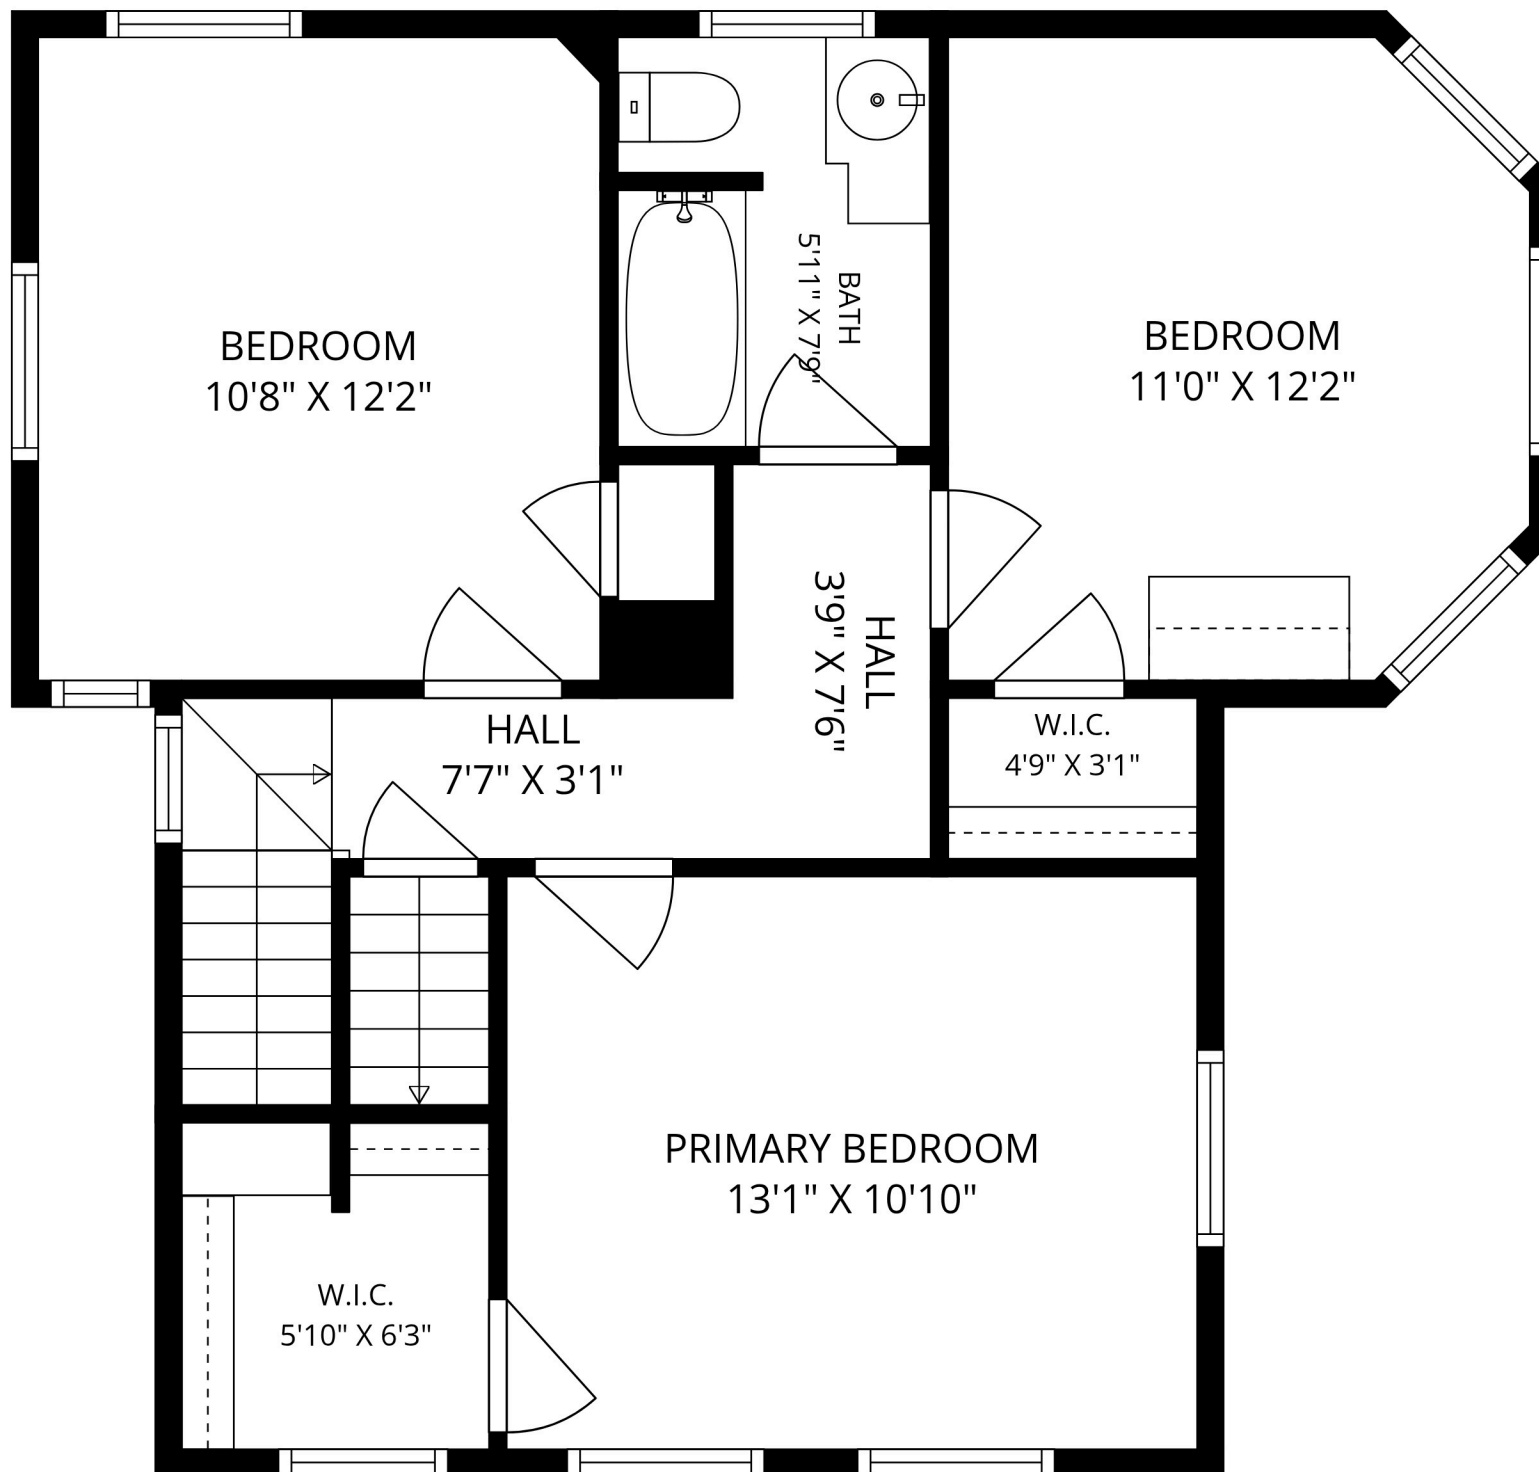 BEDROOM
10'8" X 12'2"
BATH
5'11" X 7'9"
BEDROOM
11'0" X 12'2"
HALL
3'9" X 7'6"
HALL
7'7" X 3'1"
W.I.C.
4'9" X 3'1"
PRIMARY BEDROOM
13'1" X 10'10"
W.I.C.
5'10" X 6'3"